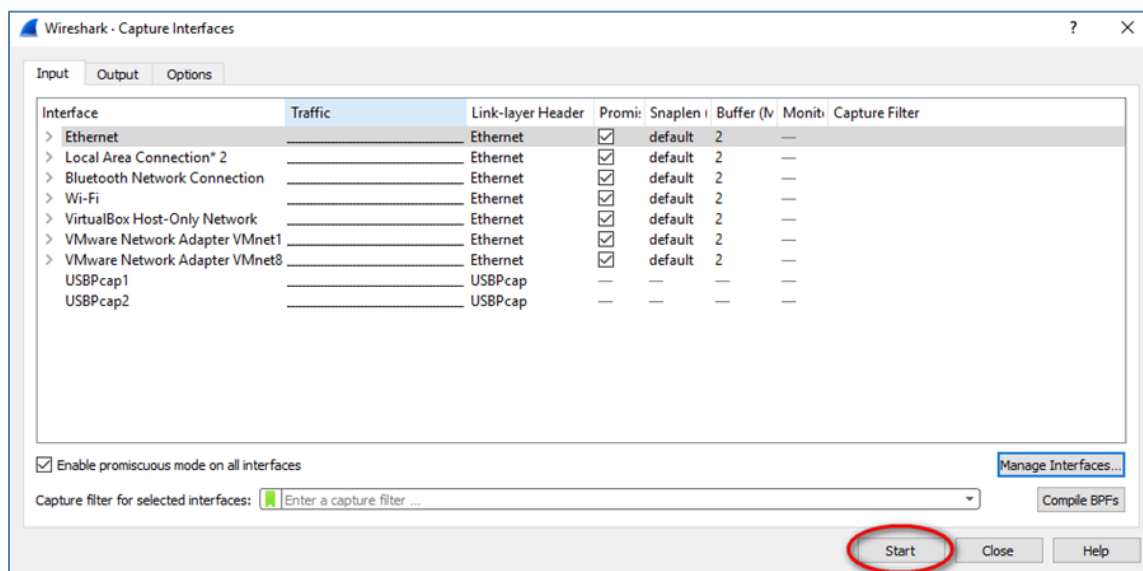 Wireshark · Capture Interfaces ?
Input Output Options
Interface Traffic Link-layer Header Promi: Snaplen ( Buffer (M Monit Capture Filter
Ethernet Ethernet default 2 —
Local Area Connection* 2 Ethernet default 2 —
Bluetooth Network Connection Ethernet default 2 —
Wi-Fi Ethernet default 2 —
VirtualBox Host-Only Network Ethernet default 2 —
VMware Network Adapter VMnet1 Ethernet default 2 —
VMware Network Adapter VMnet8 Ethernet default 2 —
USBPcap1 USBPcap — — — —
USBPcap2 USBPcap — — — —
Enable promiscuous mode on all interfaces Manage Interfaces...
Capture filter for selected interfaces: Enter a capture filter ... Compile BPFs
Start Close Help